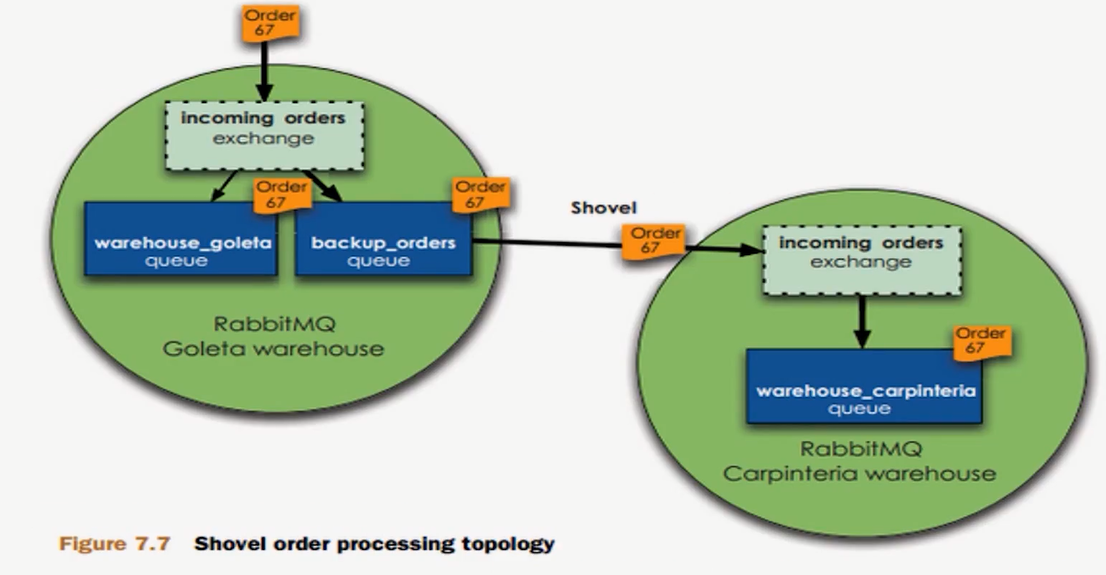 Order
67
incoming orders
exchange
Order
67
Order
67
warehouse_goleta
queue
backup_orders
queue
RabbitMQ
Goleta warehouse
Shovel
Order
67
incoming orders
exchange
Order
67
warehouse_carpinteria
queue
RabbitMQ
Carpinteria warehouse
Figure 7.7 Shovel order processing topology